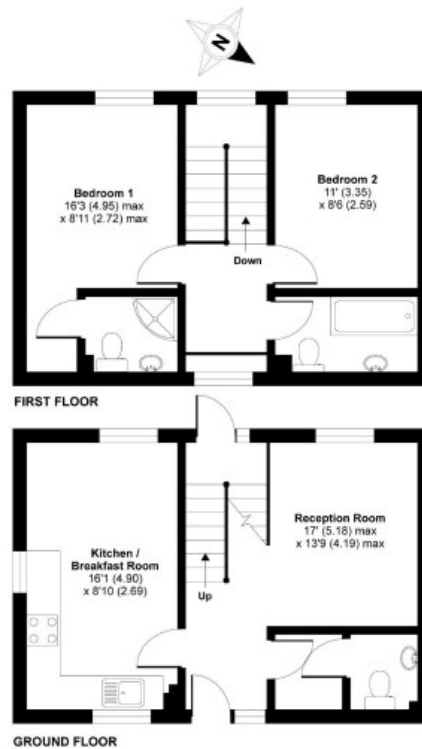 N
Bedroom 1
16'3 (4.95) max
x 8'11 (2.72) max
Bedroom 2
11' (3.35)
x 8'6 (2.59)
Down
FIRST FLOOR
Kitchen /
Breakfast Room
16'1 (4.90)
x 8'10 (2.69)
Reception Room
17' (5.18) max
x 13'9 (4.19) max
Up
GROUND FLOOR